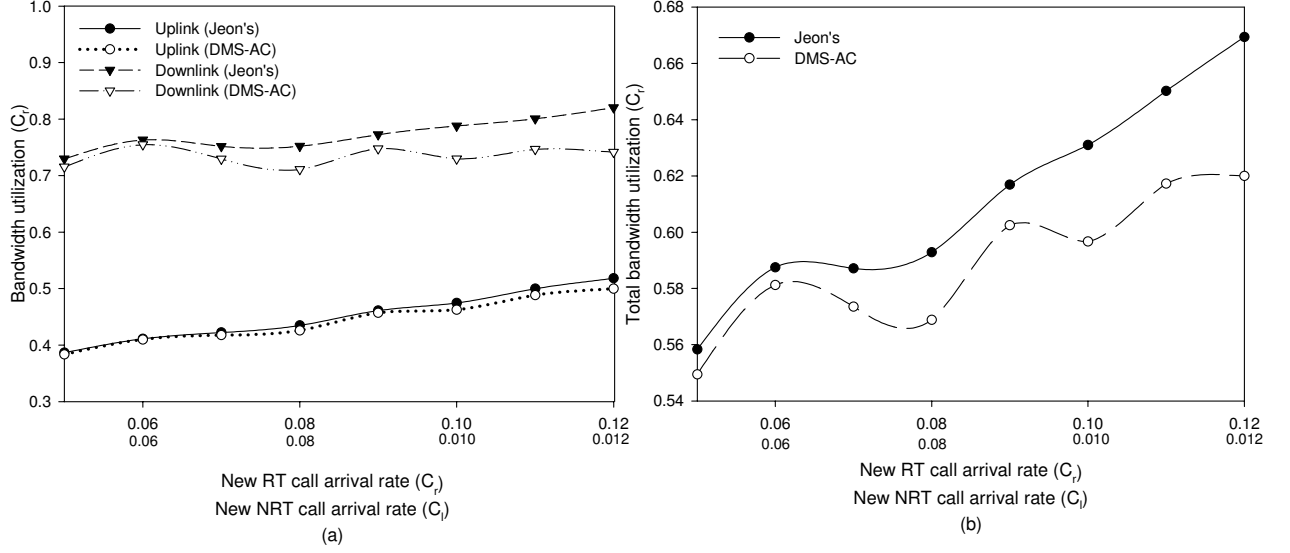 Uplink (Jeon's)
Uplink (DMS-AC)
Downlink (Jeon's)
Downlink (DMS-AC)
Bandwidth utilization (Cr)
1.0
0.9
0.8
0.7
0.6
0.5
0.4
0.3
0.06 0.08 0.10 0.12
0.06 0.08 0.010 0.012
New RT call arrival rate (Cr)
New NRT call arrival rate (Cl)
(a)
Jeon's
DMS-AC
Total bandwidth utilization (Cr)
0.68
0.66
0.64
0.62
0.60
0.58
0.56
0.54
0.06 0.08 0.10 0.12
0.06 0.08 0.010 0.012
New RT call arrival rate (Cr)
New NRT call arrival rate (Cl)
(b)